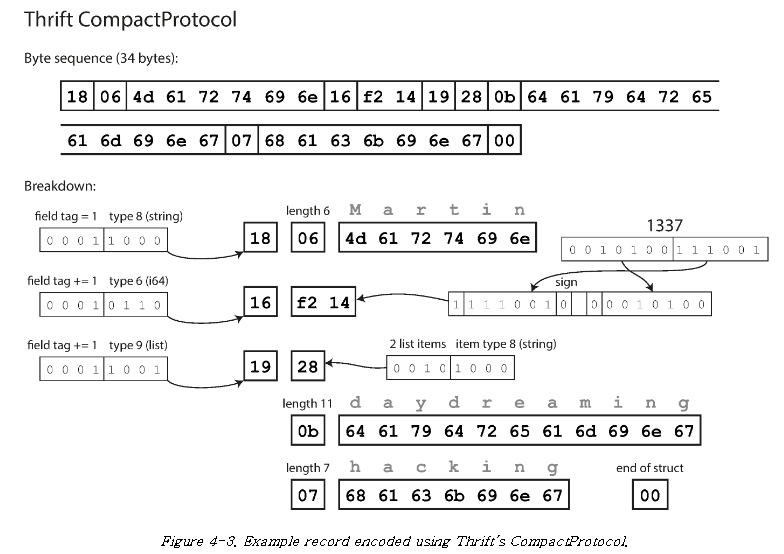 Thrift CompactProtocol
Byte sequence (34 bytes):
18 06 4d 61 72 74 69 6e 16 f2 14 19 28 0b 64 61 79 64 72 65
61 6d 69 6e 67 07 68 61 63 6b 69 6e 67 00
Breakdown:
field tag = 1 type 8 (string)
0 0 0 1 1 0 0 0
18
length 6
06
M a r t i n
4d 61 72 74 69 6e
1337
0 0 1 0 1 0 0 1 1 1 0 0 1
field tag += 1 type 6 (i64)
0 0 0 1 0 1 1 0
16
f2 14
sign
1 1 1 1 0 0 1 0 0 0 0 1 0 1 0 0
field tag += 1 type 9 (list)
0 0 0 1 1 0 0 1
19
28
2 list items item type 8 (string)
0 0 1 0 1 0 0 0
length 11
0b
d a y d r e a m i n g
64 61 79 64 72 65 61 6d 69 6e 67
length 7
07
h a c k i n g
68 61 63 6b 69 6e 67
end of struct
00
Figure 4-3. Example record encoded using Thrift's CompactProtocol.